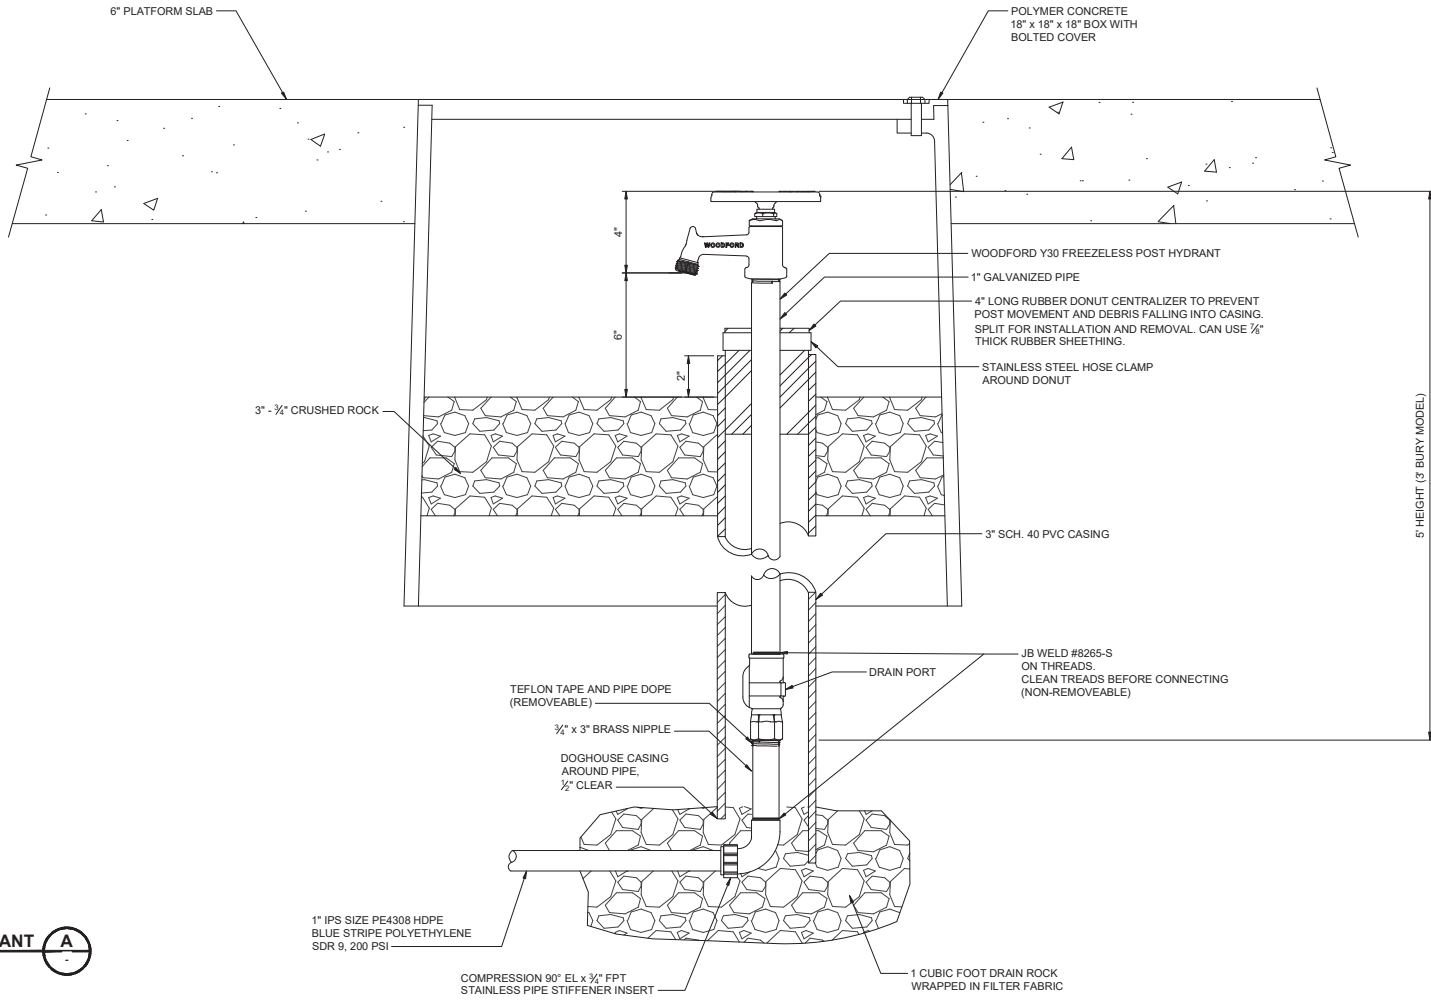 6" PLATFORM SLAB
POLYMER CONCRETE
18" x 18" x 18" BOX WITH
BOLTED COVER
4"
WOODFORD
6"
2"
WOODFORD Y30 FREEZELESS POST HYDRANT
1" GALVANIZED PIPE
4" LONG RUBBER DONUT CENTRALIZER TO PREVENT
POST MOVEMENT AND DEBRIS FALLING INTO CASING.
SPLIT FOR INSTALLATION AND REMOVAL. CAN USE ⅞"
THICK RUBBER SHEETHING.
STAINLESS STEEL HOSE CLAMP
AROUND DONUT
3" - ¾" CRUSHED ROCK
5' HEIGHT (3' BURY MODEL)
3" SCH. 40 PVC CASING
JB WELD #8265-S
ON THREADS.
CLEAN TREADS BEFORE CONNECTING
(NON-REMOVEABLE)
DRAIN PORT
TEFLON TAPE AND PIPE DOPE
(REMOVEABLE)
¾" x 3" BRASS NIPPLE
DOGHOUSE CASING
AROUND PIPE,
½" CLEAR
1" IPS SIZE PE4308 HDPE
BLUE STRIPE POLYETHYLENE
SDR 9, 200 PSI
ANT A
-
COMPRESSION 90° EL x ¾" FPT
STAINLESS PIPE STIFFENER INSERT
1 CUBIC FOOT DRAIN ROCK
WRAPPED IN FILTER FABRIC